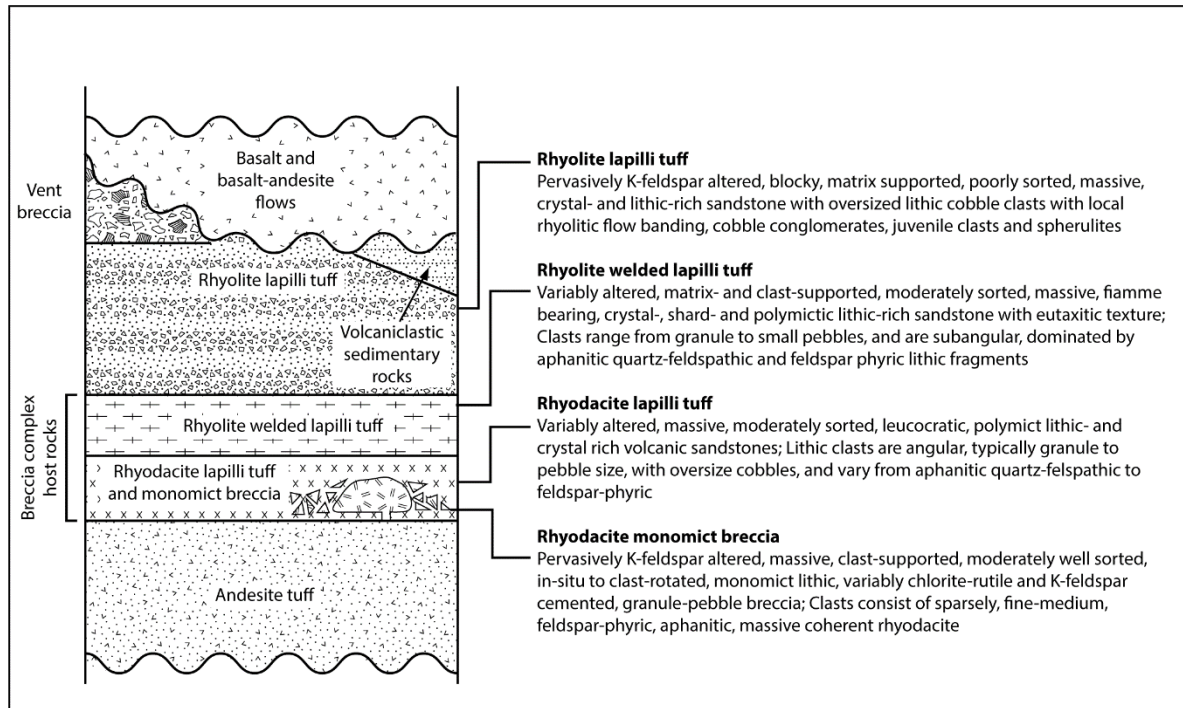 Basalt and
basalt-andesite
flows
Vent
breccia
Rhyolite lapilli tuff
Volcaniclastic
sedimentary
rocks
Breccia complex
host rocks
Rhyolite welded lapilli tuff
Rhyodacite lapilli tuff
and monomict breccia
Andesite tuff
Rhyolite lapilli tuff
Pervasively K-feldspar altered, blocky, matrix supported, poorly sorted, massive,
crystal- and lithic-rich sandstone with oversized lithic cobble clasts with local
rhyolitic flow banding, cobble conglomerates, juvenile clasts and spherulites
Rhyolite welded lapilli tuff
Variably altered, matrix- and clast-supported, moderately sorted, massive, fiamme
bearing, crystal-, shard- and polymictic lithic-rich sandstone with eutaxitic texture;
Clasts range from granule to small pebbles, and are subangular, dominated by
aphanitic quartz-feldspathic and feldspar phyric lithic fragments
Rhyodacite lapilli tuff
Variably altered, massive, moderately sorted, leucocratic, polymict lithic- and
crystal rich volcanic sandstones; Lithic clasts are angular, typically granule to
pebble size, with oversize cobbles, and vary from aphanitic quartz-felspathic to
feldspar-phyric
Rhyodacite monomict breccia
Pervasively K-feldspar altered, massive, clast-supported, moderately well sorted,
in-situ to clast-rotated, monomict lithic, variably chlorite-rutile and K-feldspar
cemented, granule-pebble breccia; Clasts consist of sparsely, fine-medium,
feldspar-phyric, aphanitic, massive coherent rhyodacite